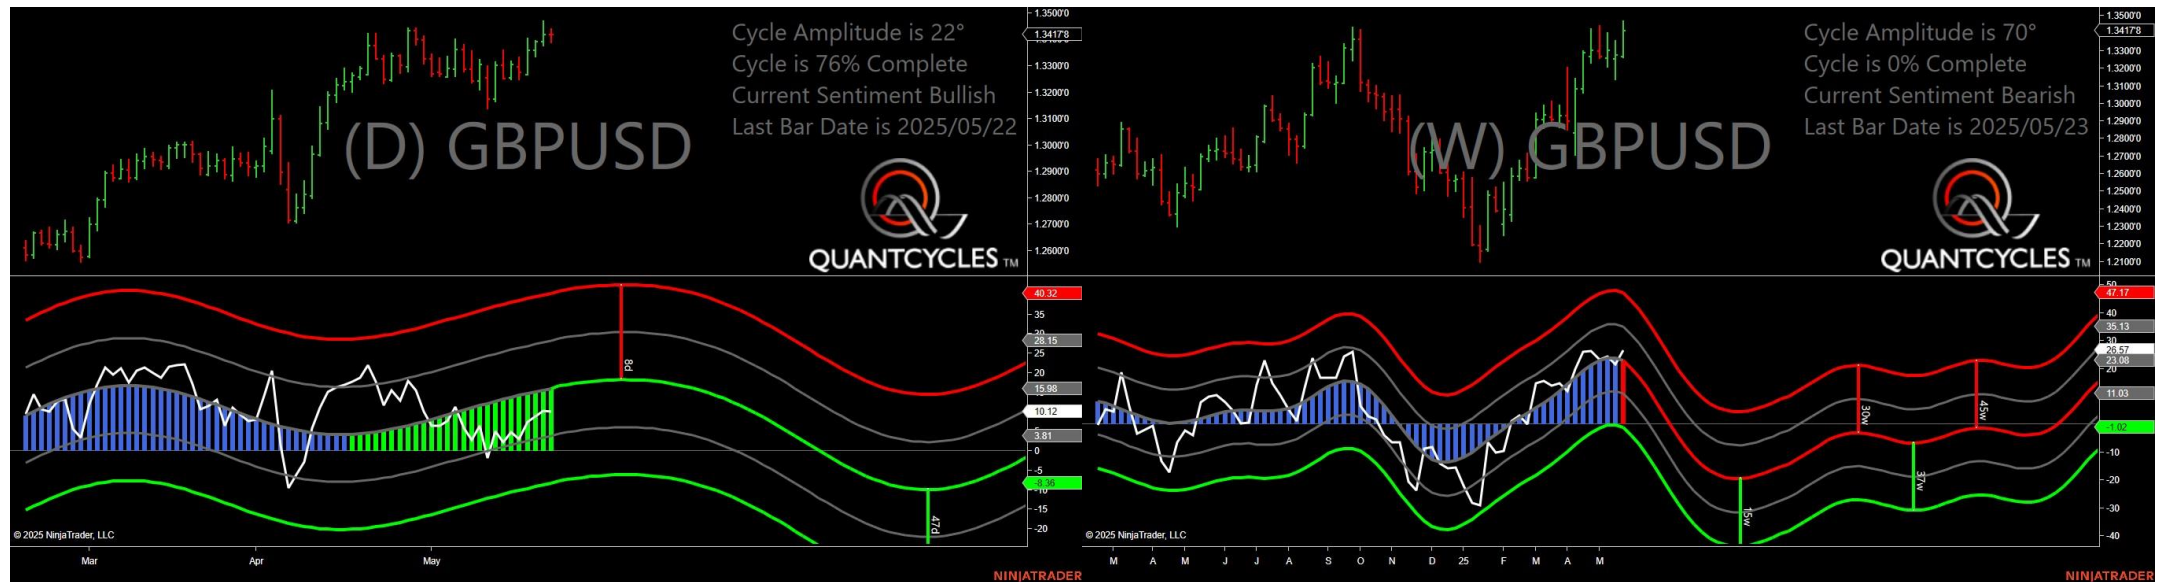 Cycle Amplitude is 22°
Cycle is 76% Complete
Current Sentiment Bullish
Last Bar Date is 2025/05/22
(D) GBPUSD
QUANTCYCLES TM
1.3500'0
1.3417'8
1.3300'0
1.3200'0
1.3100'0
1.3000'0
1.2900'0
1.2800'0
1.2700'0
1.2600'0
40.32
35
30
28.15
25
20
15.98
10.12
3.81
0
-5
-8.36
-10
-15
-20
8d
47d
© 2025 NinjaTrader, LLC
Mar
Apr
May
NINJATRADER
Cycle Amplitude is 70°
Cycle is 0% Complete
Current Sentiment Bearish
Last Bar Date is 2025/05/23
(W) GBPUSD
QUANTCYCLES TM
1.3500'0
1.3417'8
1.3300'0
1.3200'0
1.3100'0
1.3000'0
1.2900'0
1.2800'0
1.2700'0
1.2600'0
1.2500'0
1.2400'0
1.2300'0
1.2200'0
1.2100'0
50
47.17
40
35.13
30
26.57
23.08
20
11.03
-1.02
-10
-20
-30
-40
15w
30w
37w
45w
© 2025 NinjaTrader, LLC
M A M J J A S O N D 25 F M A M
NINJATRADER